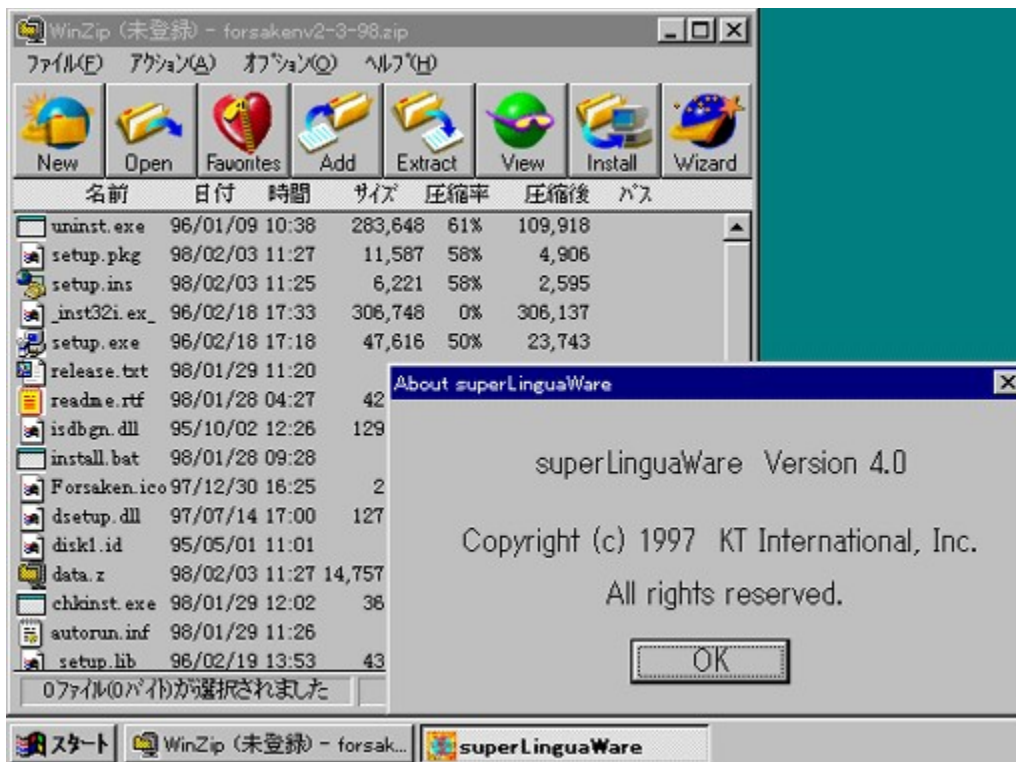 WinZip (未登録) - forsakenv2-3-98.zip
ファイル(F) アクション(A) オプション(O) ヘルプ(H)
New Open Favorites Add Extract View Install Wizard
名前 日付 時間 サイズ 圧縮率 圧縮後 パス
uninst.exe 96/01/09 10:38 283,648 61% 109,918
setup.pkg 98/02/03 11:27 11,587 58% 4,906
setup.ins 98/02/03 11:25 6,221 58% 2,595
_inst32i.ex_ 96/02/18 17:33 306,748 0% 306,137
setup.exe 96/02/18 17:18 47,616 50% 23,743
release.txt 98/01/29 11:20
readme.rtf 98/01/28 04:27 42
isdbgn.dll 95/10/02 12:26 129
install.bat 98/01/28 09:28
Forsaken.ico 97/12/30 16:25 2
dsetup.dll 97/07/14 17:00 127
disk1.id 95/05/01 11:01
data.z 98/02/03 11:27 14,757
chkinst.exe 98/01/29 12:02 36
autorun.inf 98/01/29 11:26
_setup.lib 96/02/19 13:53 43
0ファイル(0バイト)が選択されました
About superLinguaWare
superLinguaWare Version 4.0
Copyright (c) 1997 KT International, Inc.
All rights reserved.
OK
スタート WinZip (未登録) - forsak... superLinguaWare